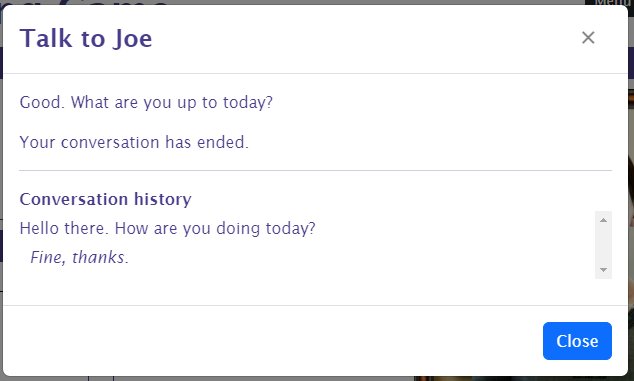 Menu
Talk to Joe
×
Good. What are you up to today?
Your conversation has ended.
Conversation history
Hello there. How are you doing today?
Fine, thanks.
Close